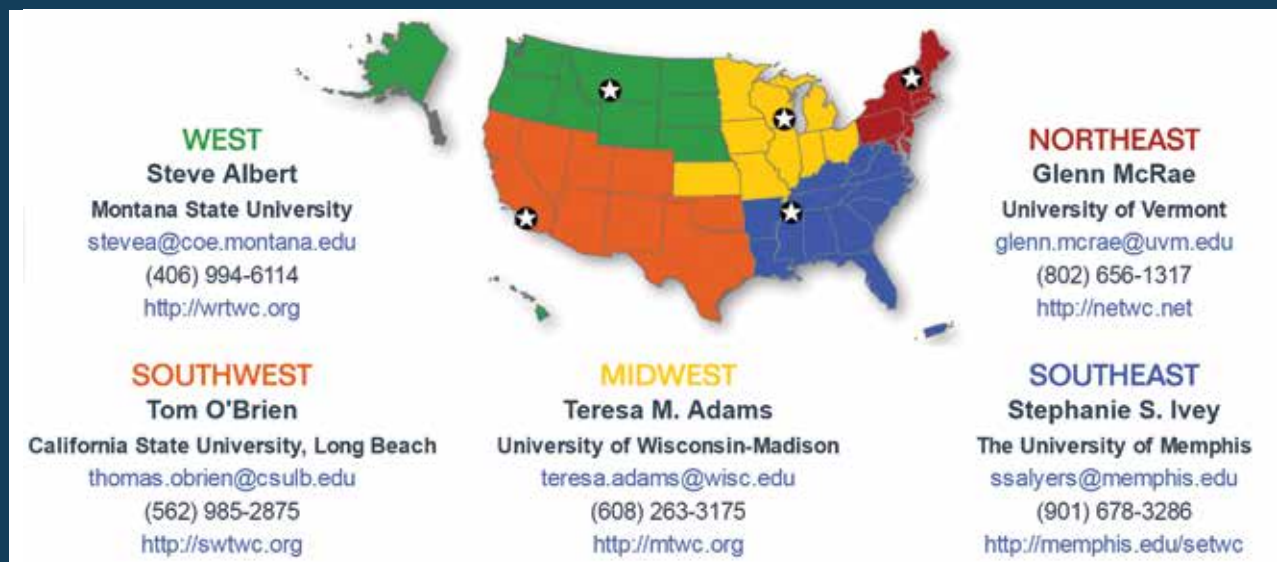 WEST
Steve Albert
Montana State University
stevea@coe.montana.edu
(406) 994-6114
http://wrtwc.org
NORTHEAST
Glenn McRae
University of Vermont
glenn.mcrae@uvm.edu
(802) 656-1317
http://netwc.net
SOUTHWEST
Tom O'Brien
California State University, Long Beach
thomas.obrien@csulb.edu
(562) 985-2875
http://swtwc.org
MIDWEST
Teresa M. Adams
University of Wisconsin-Madison
teresa.adams@wisc.edu
(608) 263-3175
http://mtwc.org
SOUTHEAST
Stephanie S. Ivey
The University of Memphis
ssalyers@memphis.edu
(901) 678-3286
http://memphis.edu/setwc